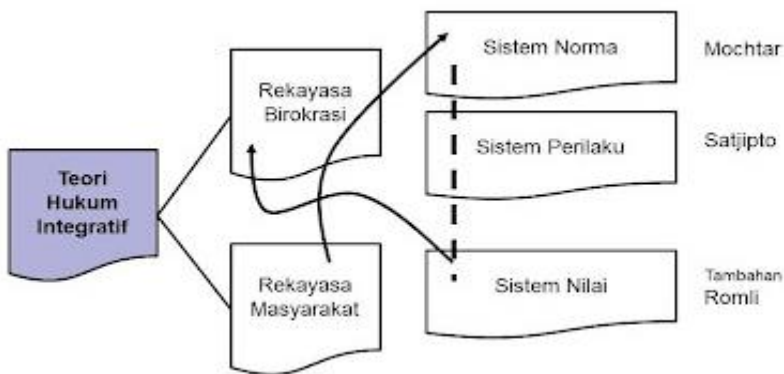 Teori
Hukum
Integratif
Rekayasa
Birokrasi
Rekayasa
Masyarakat
Sistem Norma
Mochtar
Sistem Perilaku
Satjipto
Sistem Nilai
Tambahan
Romli